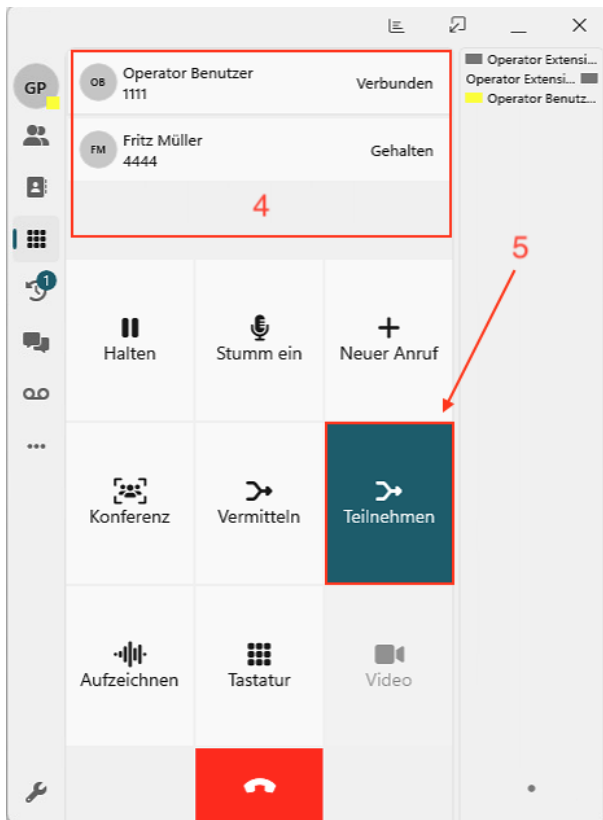 GP
OB
Operator Benutzer
1111
Verbunden
FM
Fritz Müller
4444
Gehalten
4
Operator Extensi...
Operator Extensi...
Operator Benutz...
5
1
Halten
Stumm ein
Neuer Anruf
Konferenz
Vermitteln
Teilnehmen
Aufzeichnen
Tastatur
Video